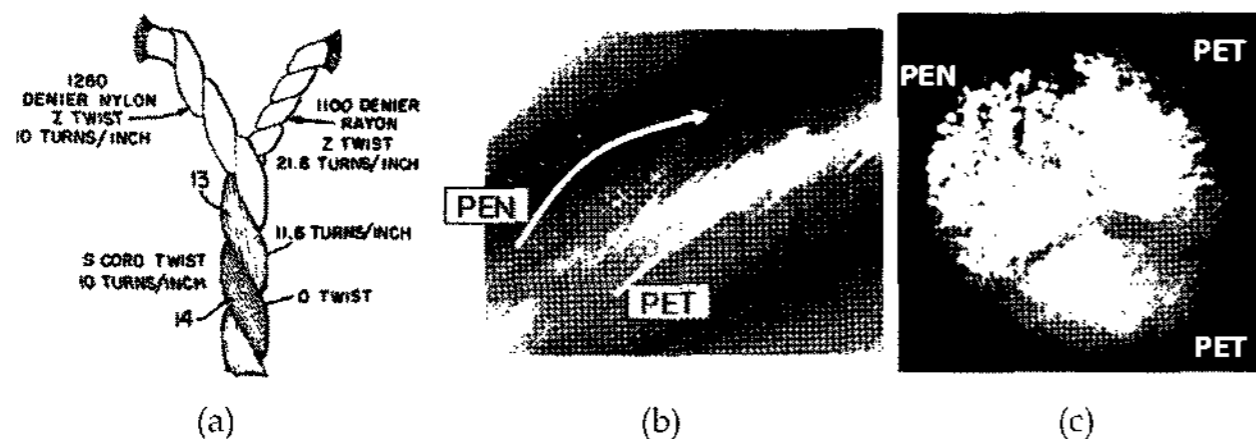 1260
DENIER NYLON
Z TWIST
10 TURNS/INCH
1100 DENIER
RAYON
Z TWIST
21.6 TURNS/INCH
13
11.6 TURNS/INCH
S CORD TWIST
10 TURNS/INCH
0 TWIST
14
PEN
PET
PEN
PET
PET
(a)
(b)
(c)